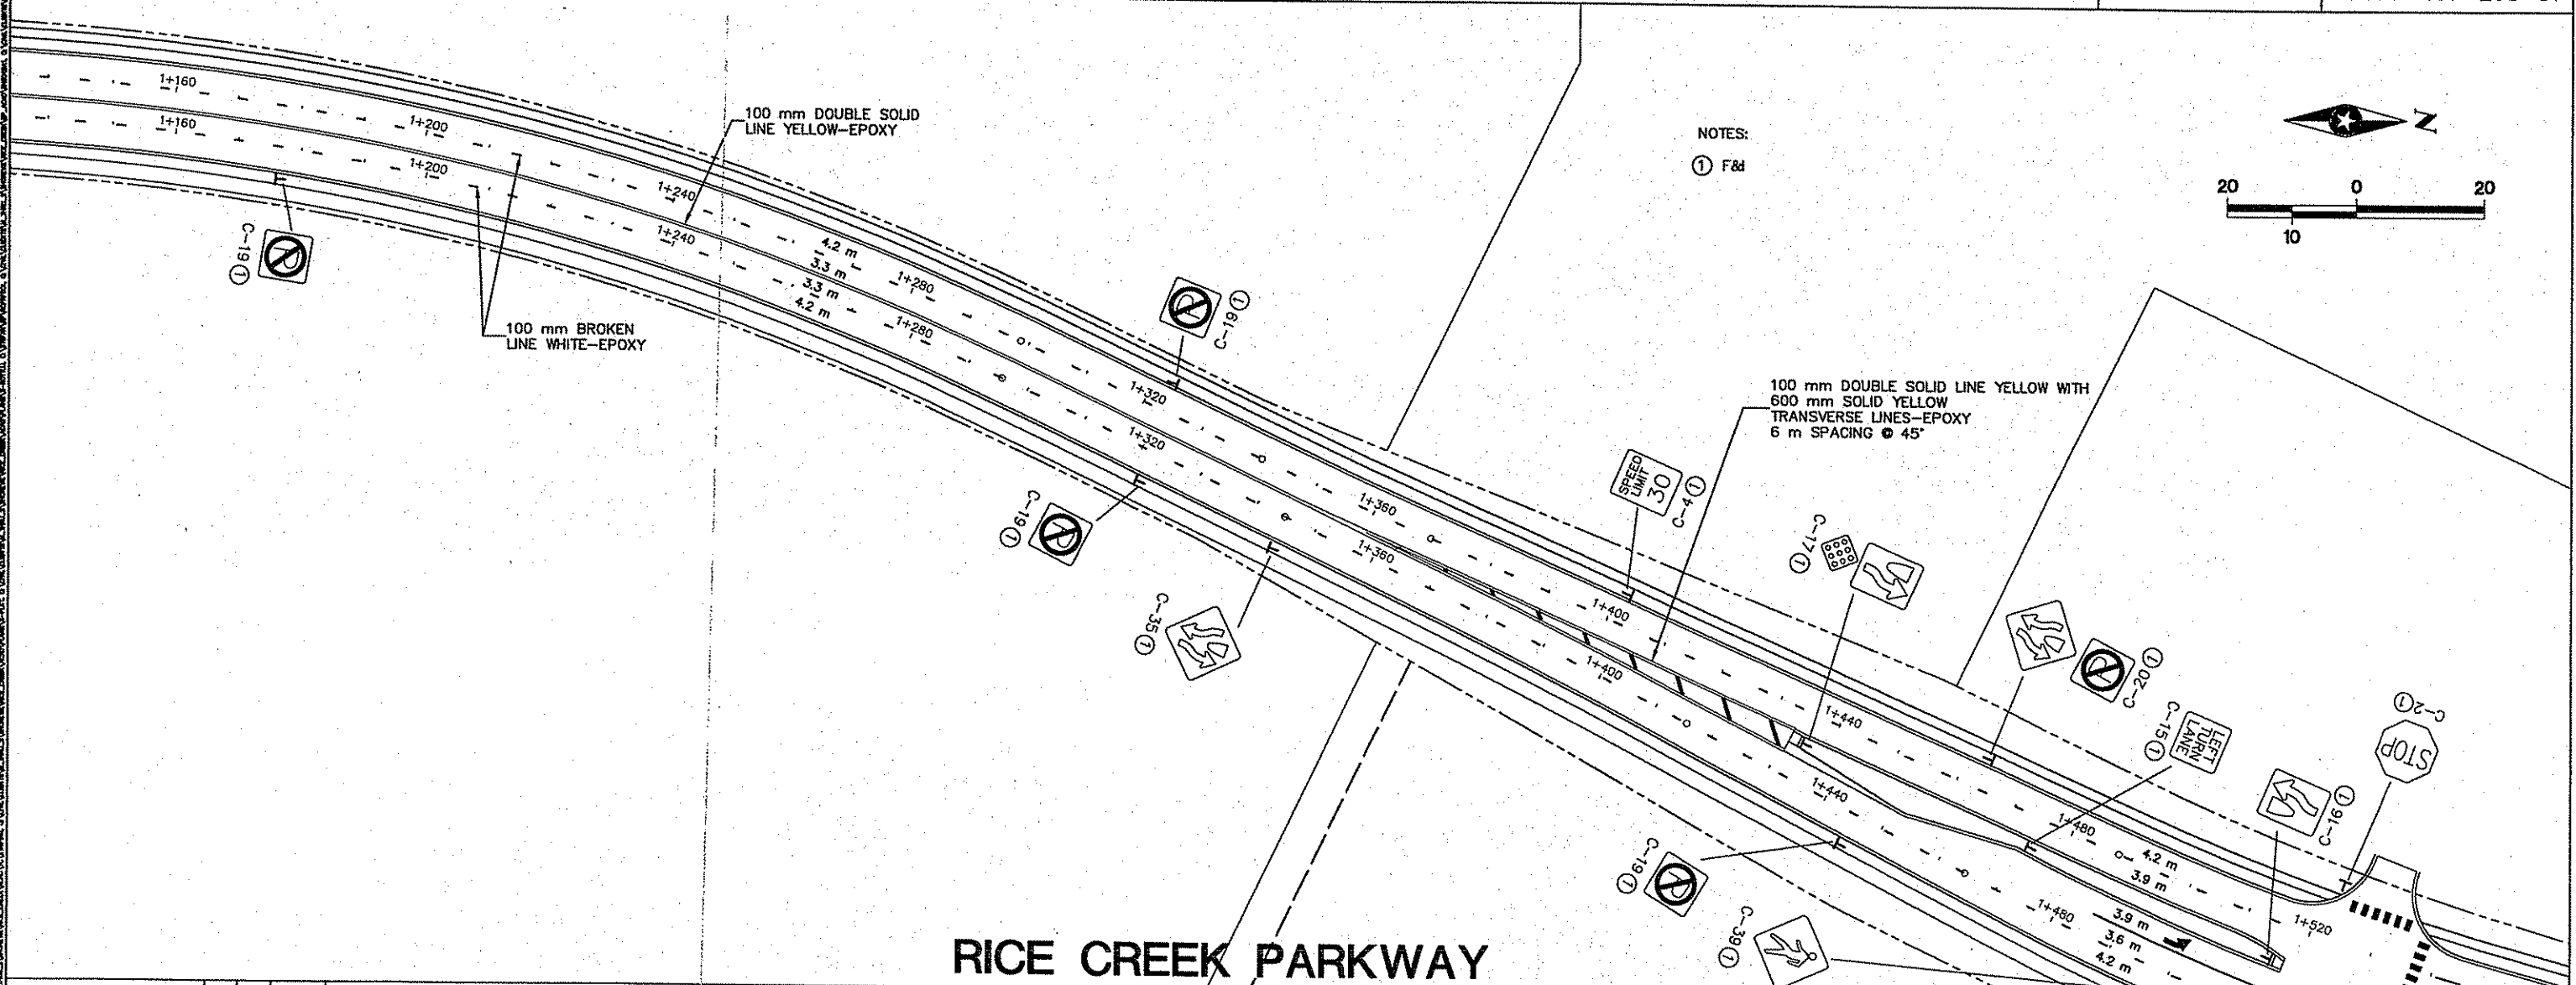 1+160
1+160
1+200
1+200
100 mm DOUBLE SOLID
LINE YELLOW-EPOXY
NOTES:
① F&I
N
20 0 20
10
1+240
1+240
C-19 ①
100 mm BROKEN
LINE WHITE-EPOXY
4.2 m
3.3 m
3.3 m
4.2 m
1+280
1+280
C-19 ①
1+320
1+320
C-19 ①
100 mm DOUBLE SOLID LINE YELLOW WITH
600 mm SOLID YELLOW
TRANSVERSE LINES-EPOXY
6 m SPACING @ 45°
SPEED
LIMIT
30
C-4 ①
1+360
1+360
C-35 ①
C-17 ①
1+400
1+400
C-20 ①
C-15 ①
LEFT
TURN
LANE
C-2 ①
STOP
1+440
1+440
C-16 ①
1+480
1+480
4.2 m
3.9 m
3.9 m
3.6 m
4.2 m
1+520
C-19 ①
C-39 ①
RICE CREEK PARKWAY